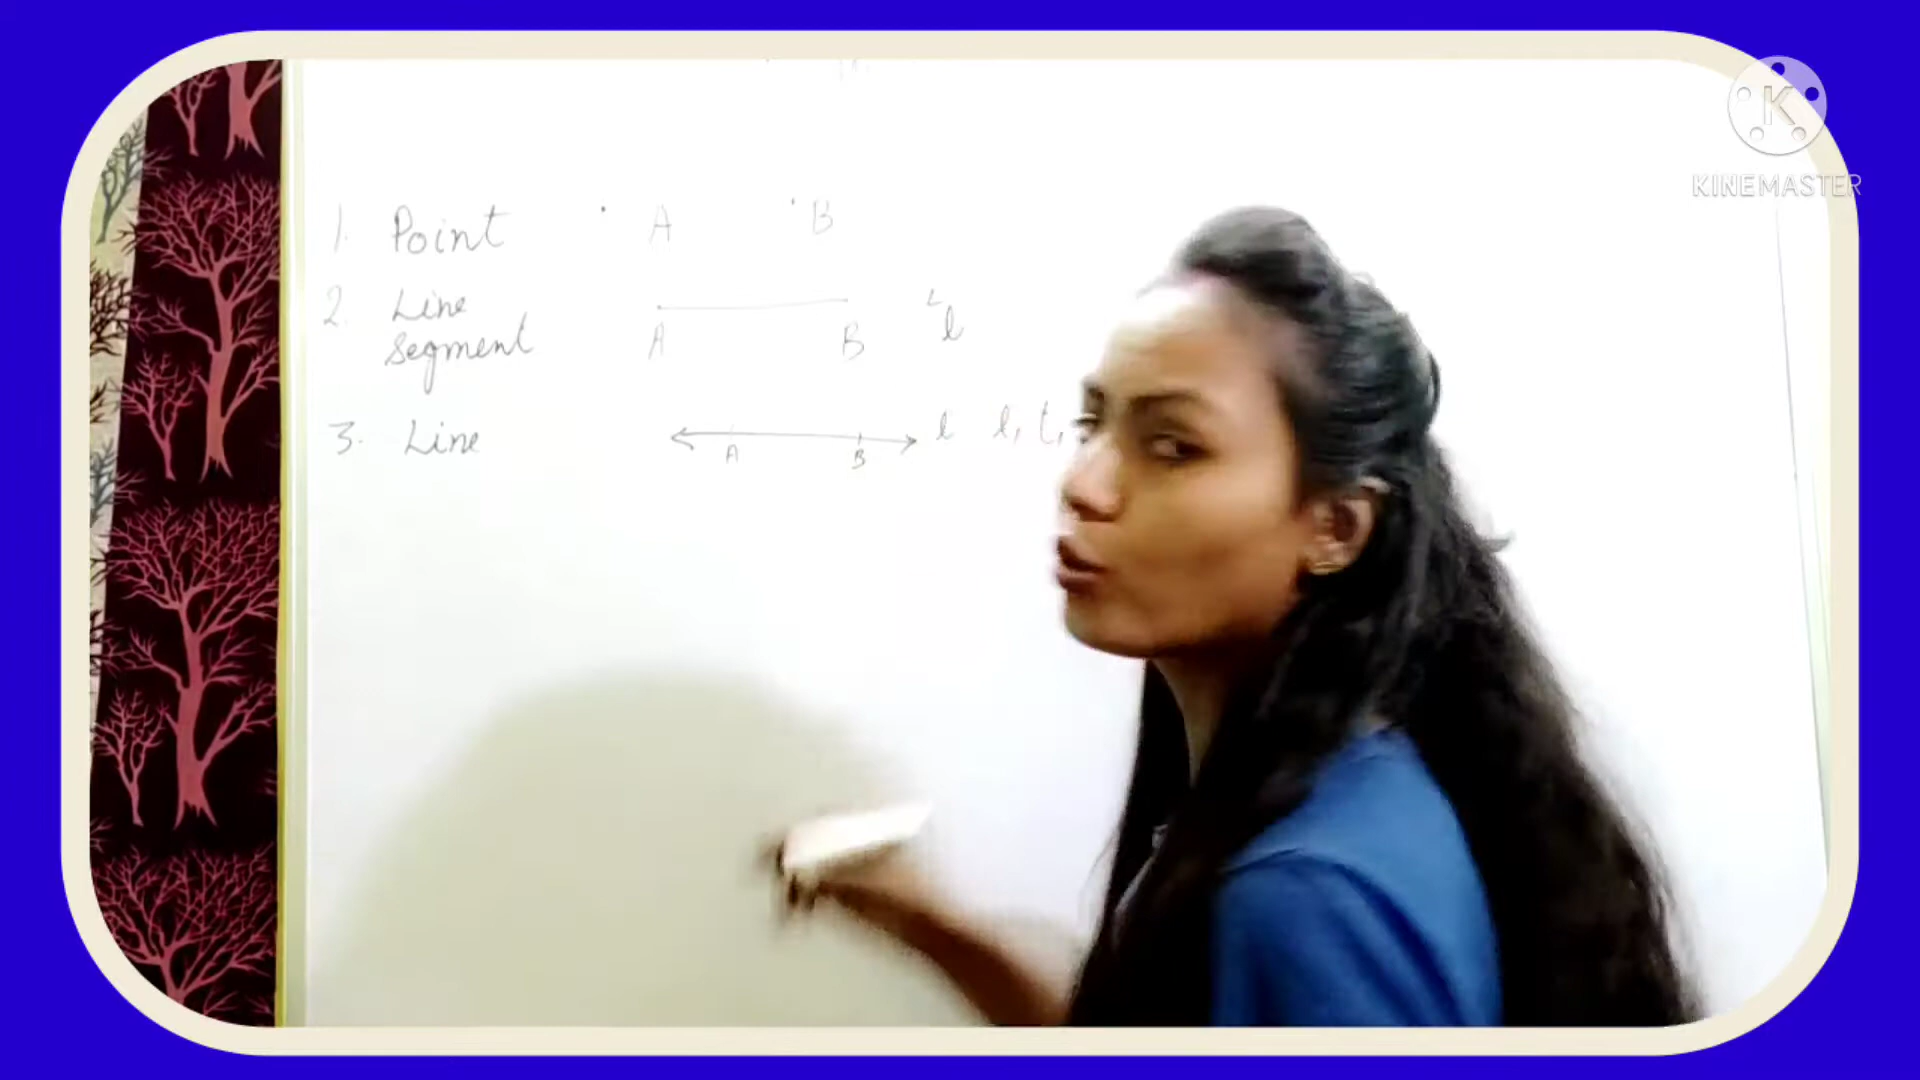 1. Point . A . B
2. Line
Segment A B l
3. Line A B l l, t,
K
KINEMASTER